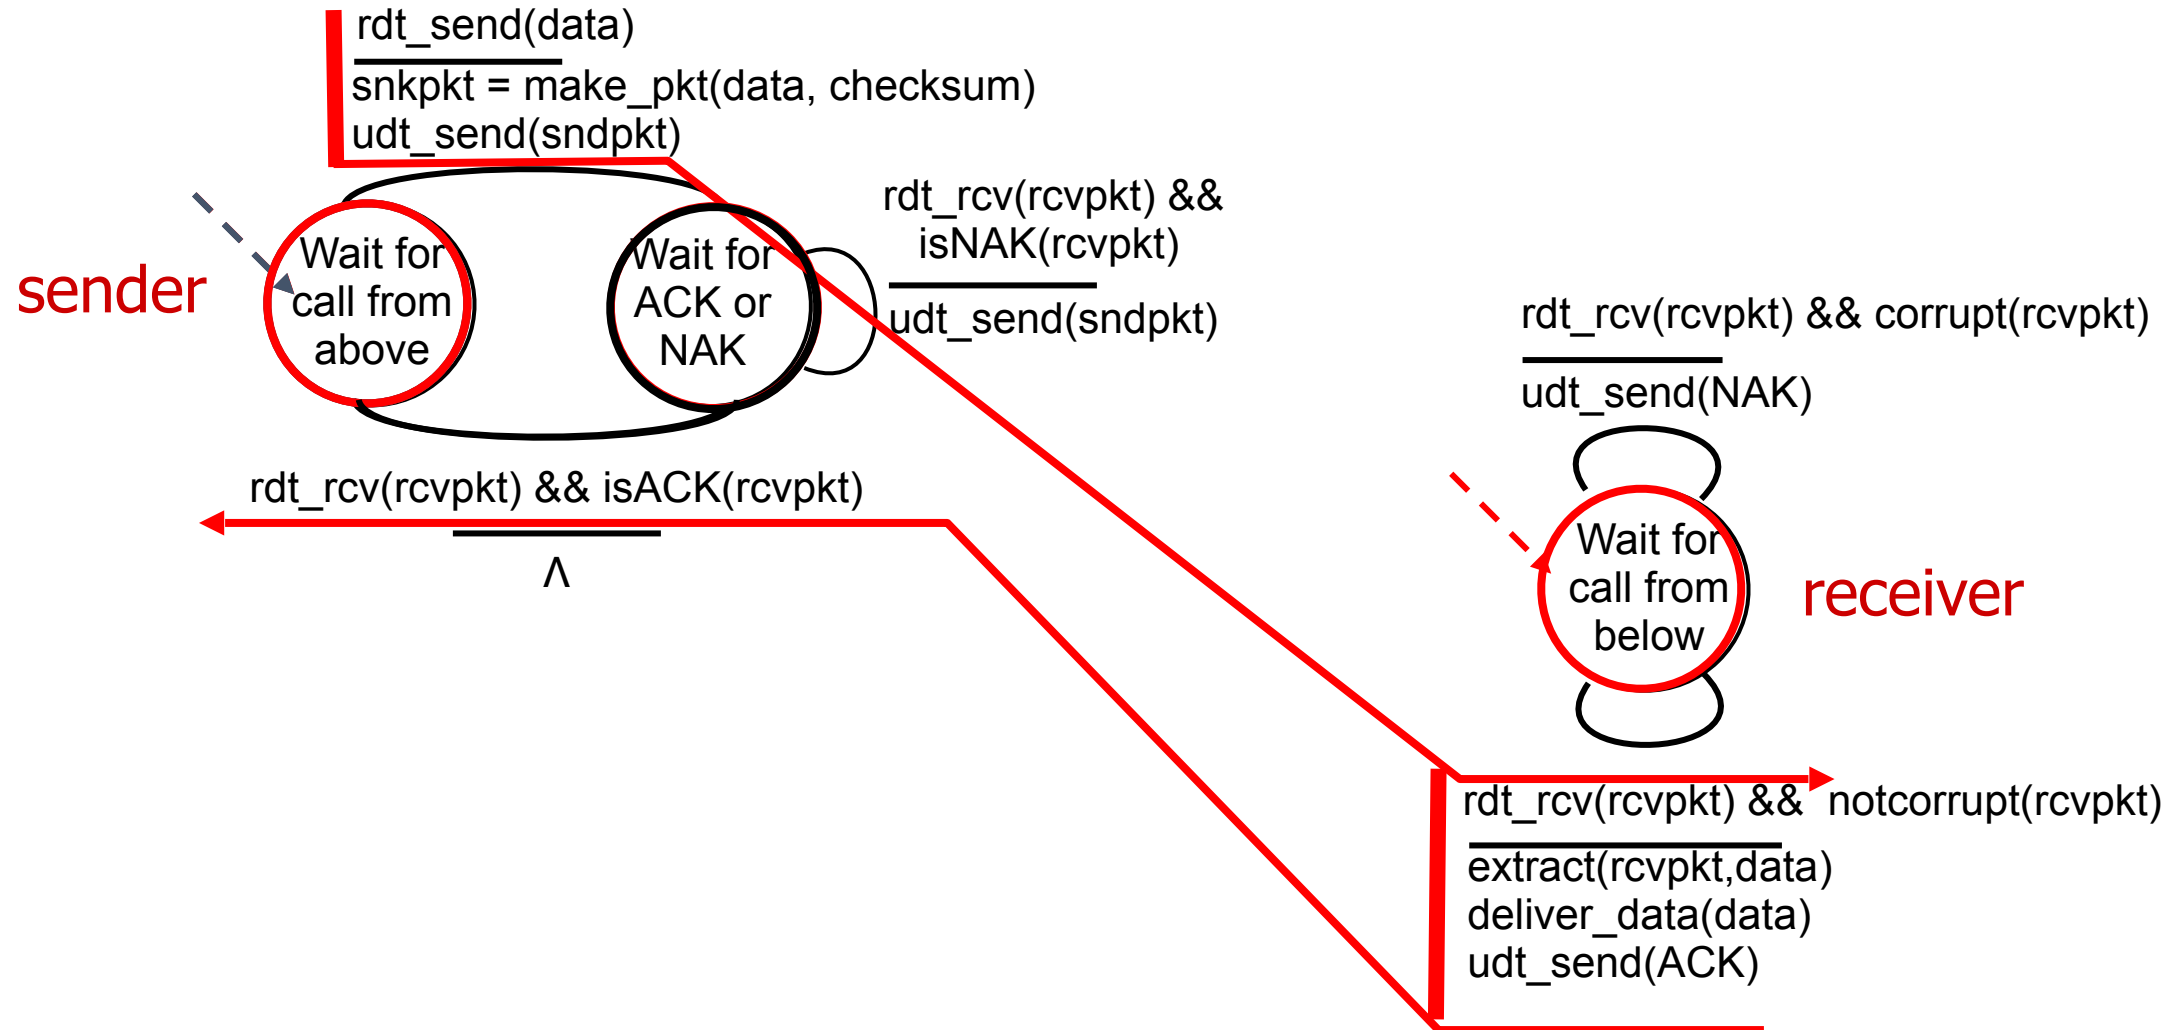 rdt_send(data)
snkpkt = make_pkt(data, checksum)
udt_send(sndpkt)
rdt_rcv(rcvpkt) &&
isNAK(rcvpkt)
udt_send(sndpkt)
sender
Wait for
call from
above
Wait for
ACK or
NAK
rdt_rcv(rcvpkt) && isACK(rcvpkt)
Λ
rdt_rcv(rcvpkt) && corrupt(rcvpkt)
udt_send(NAK)
Wait for
call from
below
receiver
rdt_rcv(rcvpkt) && notcorrupt(rcvpkt)
extract(rcvpkt,data)
deliver_data(data)
udt_send(ACK)